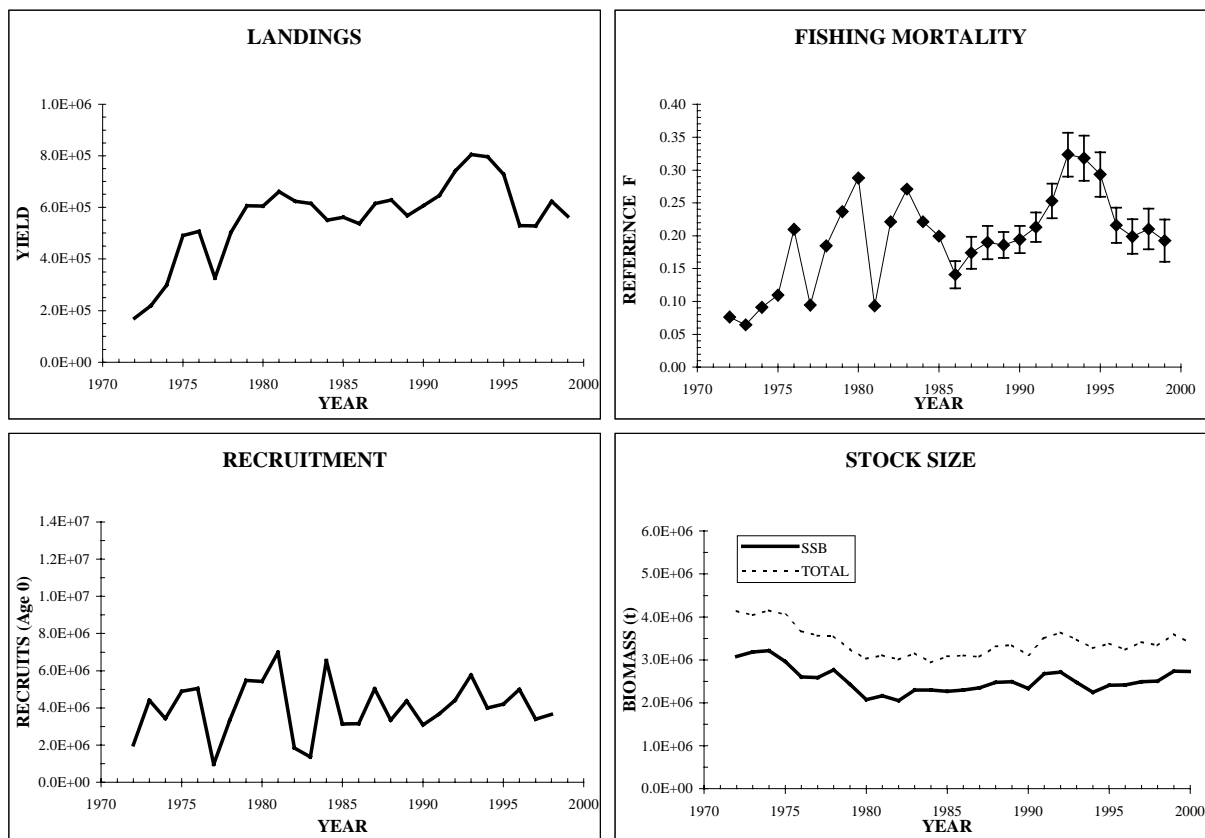 LANDINGS
YIELD
1.0E+06
8.0E+05
6.0E+05
4.0E+05
2.0E+05
0.0E+00
1970 1975 1980 1985 1990 1995 2000
YEAR
FISHING MORTALITY
REFERENCE F
0.40
0.35
0.30
0.25
0.20
0.15
0.10
0.05
0.00
1970 1975 1980 1985 1990 1995 2000
YEAR
RECRUITMENT
RECRUITS (Age 0)
1.4E+07
1.2E+07
1.0E+07
8.0E+06
6.0E+06
4.0E+06
2.0E+06
0.0E+00
1970 1975 1980 1985 1990 1995 2000
YEAR
STOCK SIZE
BIOMASS (t)
6.0E+06
5.0E+06
4.0E+06
3.0E+06
2.0E+06
1.0E+06
0.0E+00
SSB
TOTAL
1970 1975 1980 1985 1990 1995 2000
YEAR